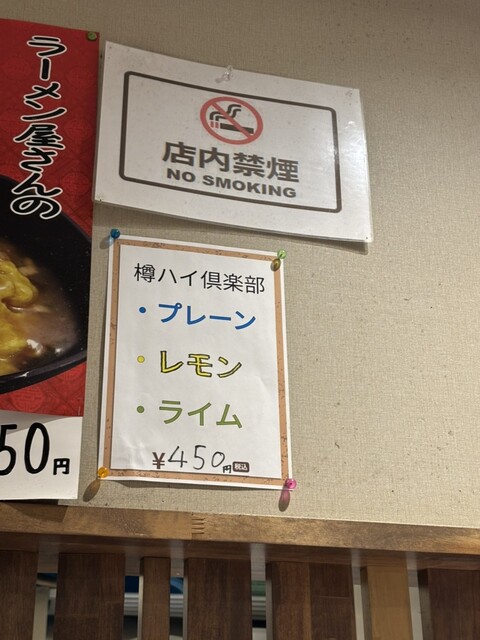 ラーメン屋さんの
50円
店内禁煙
NO SMOKING
樽ハイ倶楽部
・プレーン
・レモン
・ライム
¥450円税込